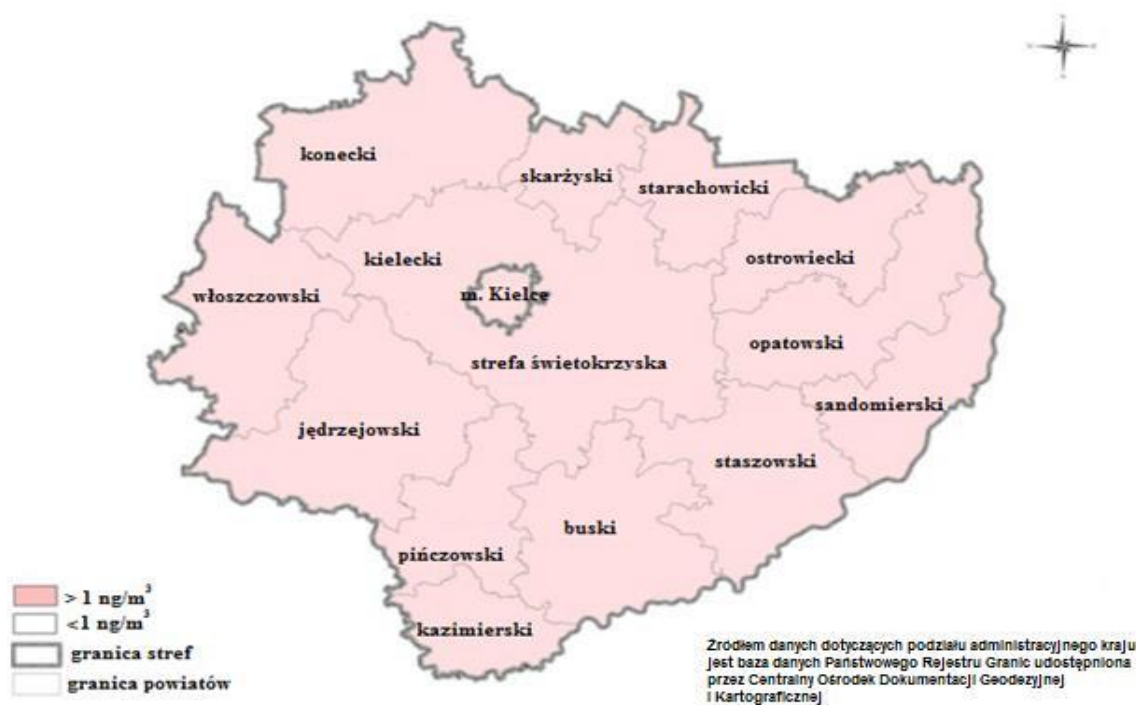 konecki
skarżyski
starachowicki
kielecki
ostrowiecki
włoszczowski
m. Kielce
opatowski
strefa świetokrzyska
sandomierski
jędrzejowski
staszowski
buski
pińczowski
kazimierski
> 1 ng/m³
<1 ng/m³
granica stref
granica powiatów
Źródłem danych dotyczących podziału administracyjnego kraju
jest baza danych Państwowego Rejestru Granic udostępniona
przez Centralny Ośrodek Dokumentacji Geodezyjnej
i Kartograficznej